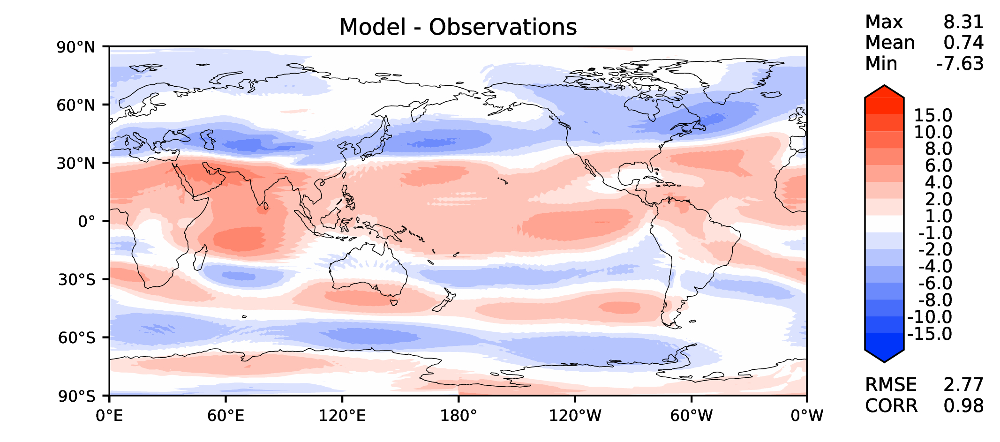 Model - Observations
Max 8.31
Mean 0.74
Min -7.63
90°N
60°N
30°N
0°
30°S
60°S
90°S
0°E 60°E 120°E 180° 120°W 60°W 0°W
15.0
10.0
8.0
6.0
4.0
2.0
1.0
-1.0
-2.0
-4.0
-6.0
-8.0
-10.0
-15.0
RMSE 2.77
CORR 0.98